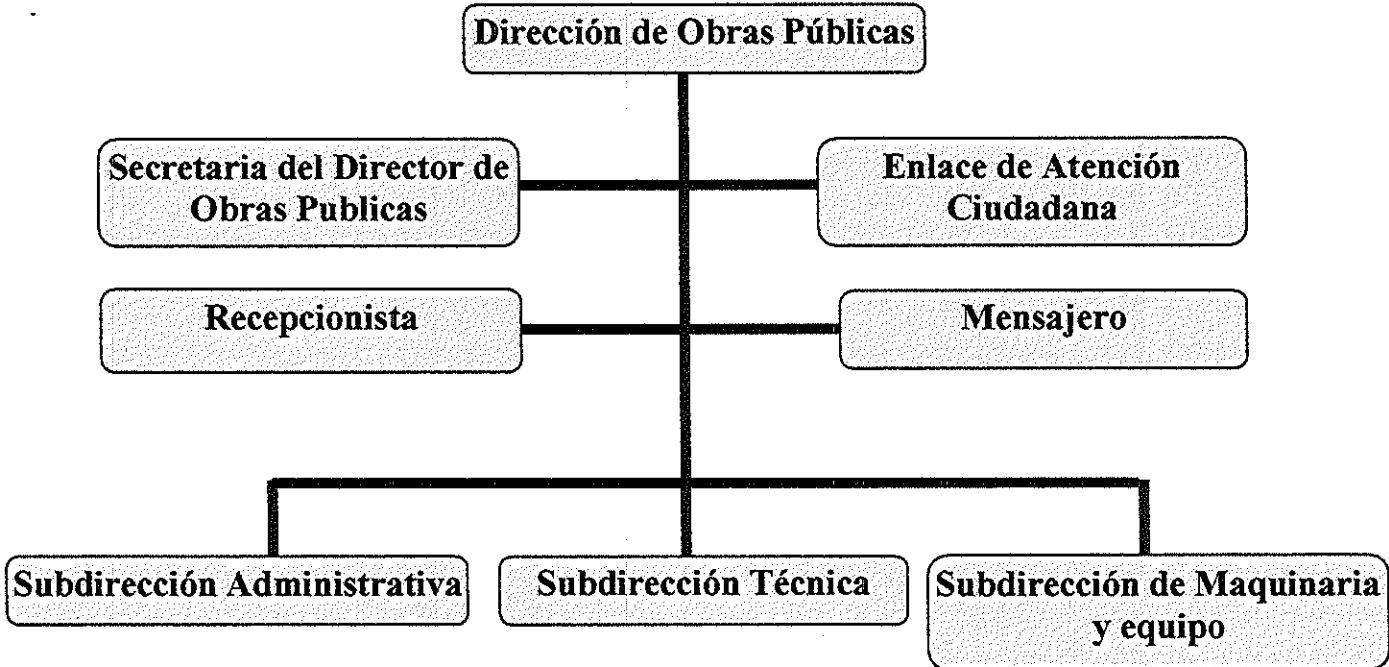 Dirección de Obras Públicas
Secretaria del Director de
Obras Publicas
Enlace de Atención
Ciudadana
Recepcionista
Mensajero
Subdirección Administrativa
Subdirección Técnica
Subdirección de Maquinaria
y equipo